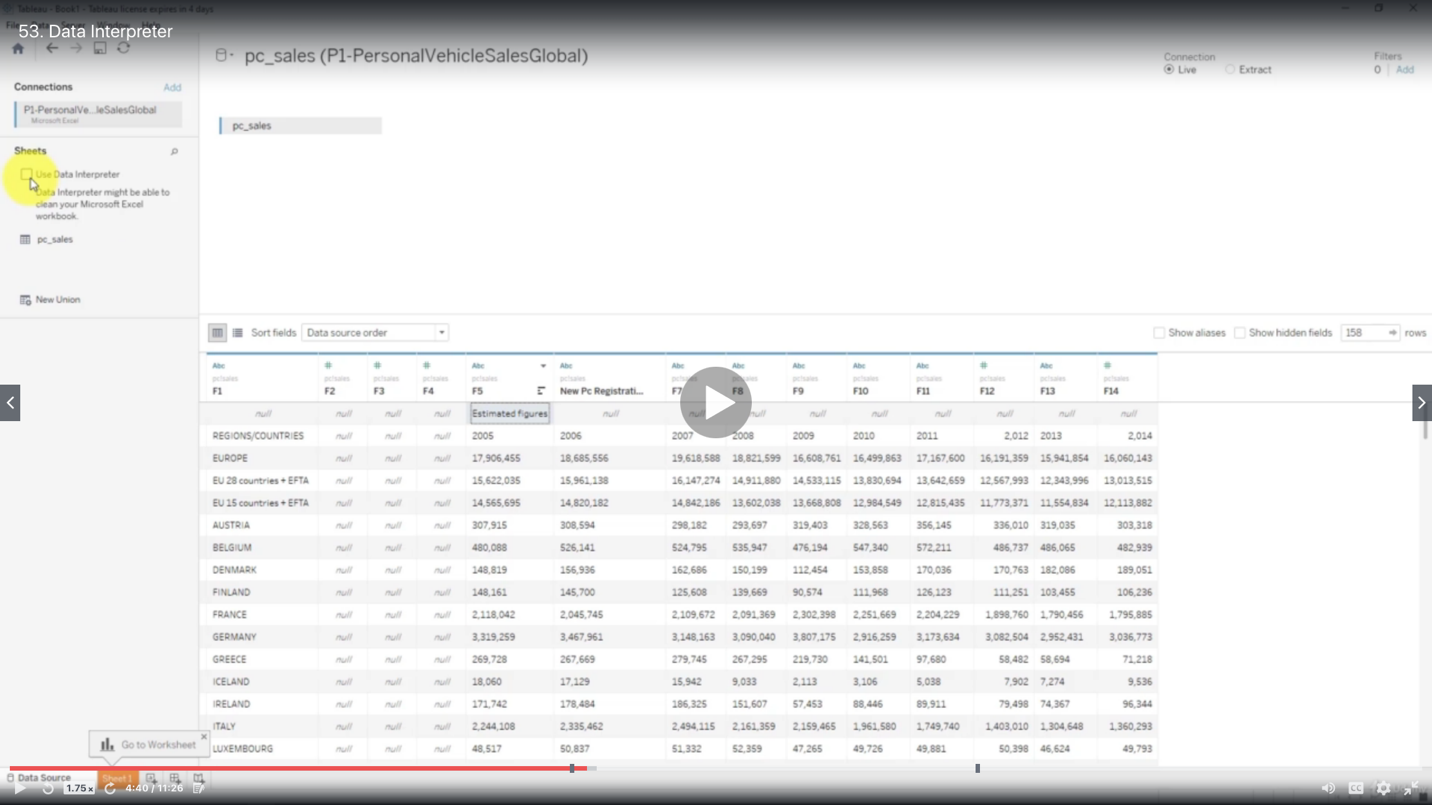 Tableau - Book1 - Tableau license expires in 4 days
File Data Server Window Help
53. Data Interpreter
pc_sales (P1-PersonalVehicleSalesGlobal)
Connection
Live Extract
Filters
0 Add
Connections Add
P1-PersonalVe...leSalesGlobal
Microsoft Excel
pc_sales
Sheets
Use Data Interpreter
Data Interpreter might be able to
clean your Microsoft Excel
workbook.
pc_sales
New Union
Sort fields Data source order Show aliases Show hidden fields 158 rows
Abc # # # Abc Abc Abc Abc Abc Abc Abc # Abc #
F1 F2 F3 F4 F5 New Pc Registrati... F7 F8 F9 F10 F11 F12 F13 F14
null null null null Estimated figures null null null null null null null null
REGIONS/COUNTRIES null null null 2005 2006 2007 2008 2009 2010 2011 2,012 2013 2,014
EUROPE null null null 17,906,455 18,685,556 19,618,588 18,821,599 16,608,761 16,499,863 17,167,600 16,191,359 15,941,854 16,060,143
EU 28 countries + EFTA null null null 15,622,035 15,961,138 16,147,274 14,911,880 14,533,115 13,830,694 13,642,659 12,567,993 12,343,996 13,013,515
EU 15 countries + EFTA null null null 14,565,695 14,820,182 14,842,186 13,602,038 13,668,808 12,984,549 12,815,435 11,773,371 11,554,834 12,113,882
AUSTRIA null null null 307,915 308,594 298,182 293,697 319,403 328,563 356,145 336,010 319,035 303,318
BELGIUM null null null 480,088 526,141 524,795 535,947 476,194 547,340 572,211 486,737 486,065 482,939
DENMARK null null null 148,819 156,936 162,686 150,199 112,454 153,858 170,036 170,763 182,086 189,051
FINLAND null null null 148,161 145,700 125,608 139,669 90,574 111,968 126,123 111,251 103,455 106,236
FRANCE null null null 2,118,042 2,045,745 2,109,672 2,091,369 2,302,398 2,251,669 2,204,229 1,898,760 1,790,456 1,795,885
GERMANY null null null 3,319,259 3,467,961 3,148,163 3,090,040 3,807,175 2,916,259 3,173,634 3,082,504 2,952,431 3,036,773
GREECE null null null 269,728 267,669 279,745 267,295 219,730 141,501 97,680 58,482 58,694 71,218
ICELAND null null null 18,060 17,129 15,942 9,033 2,113 3,106 5,038 7,902 7,274 9,536
IRELAND null null null 171,742 178,484 186,325 151,607 57,453 88,446 89,911 79,498 74,367 96,344
ITALY null null null 2,244,108 2,335,462 2,494,115 2,161,359 2,159,465 1,961,580 1,749,740 1,403,010 1,304,648 1,360,293
LUXEMBOURG null null null 48,517 50,837 51,332 52,359 47,265 49,726 49,881 50,398 46,624 49,793
Go to Worksheet
Data Source Sheet 1
1.75x 4:40 / 11:26 CC